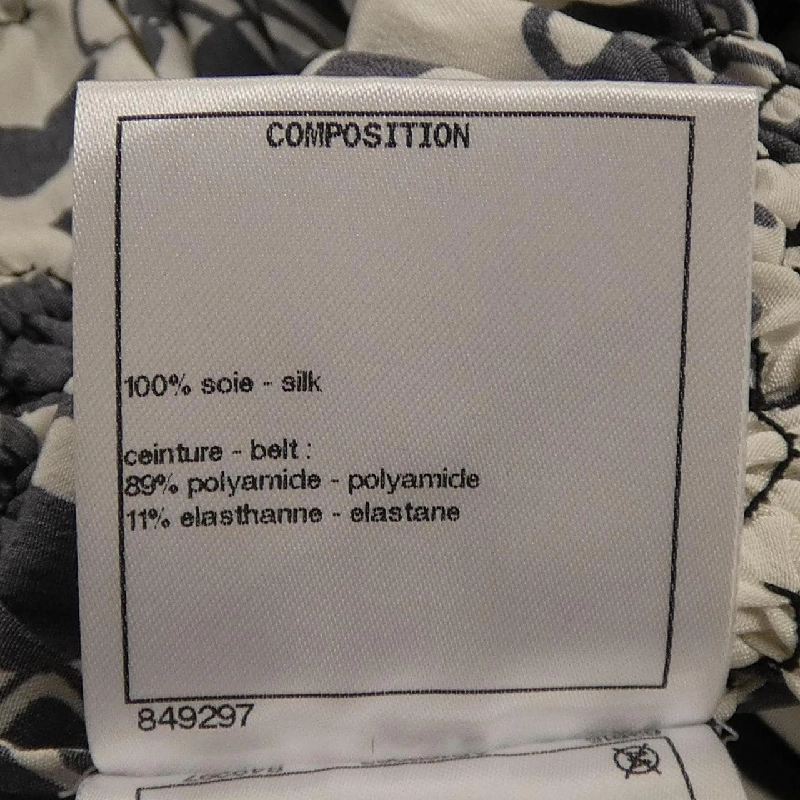 COMPOSITION
100% soie - silk
ceinture - belt :
89% polyamide - polyamide
11% elasthanne - elastane
849297